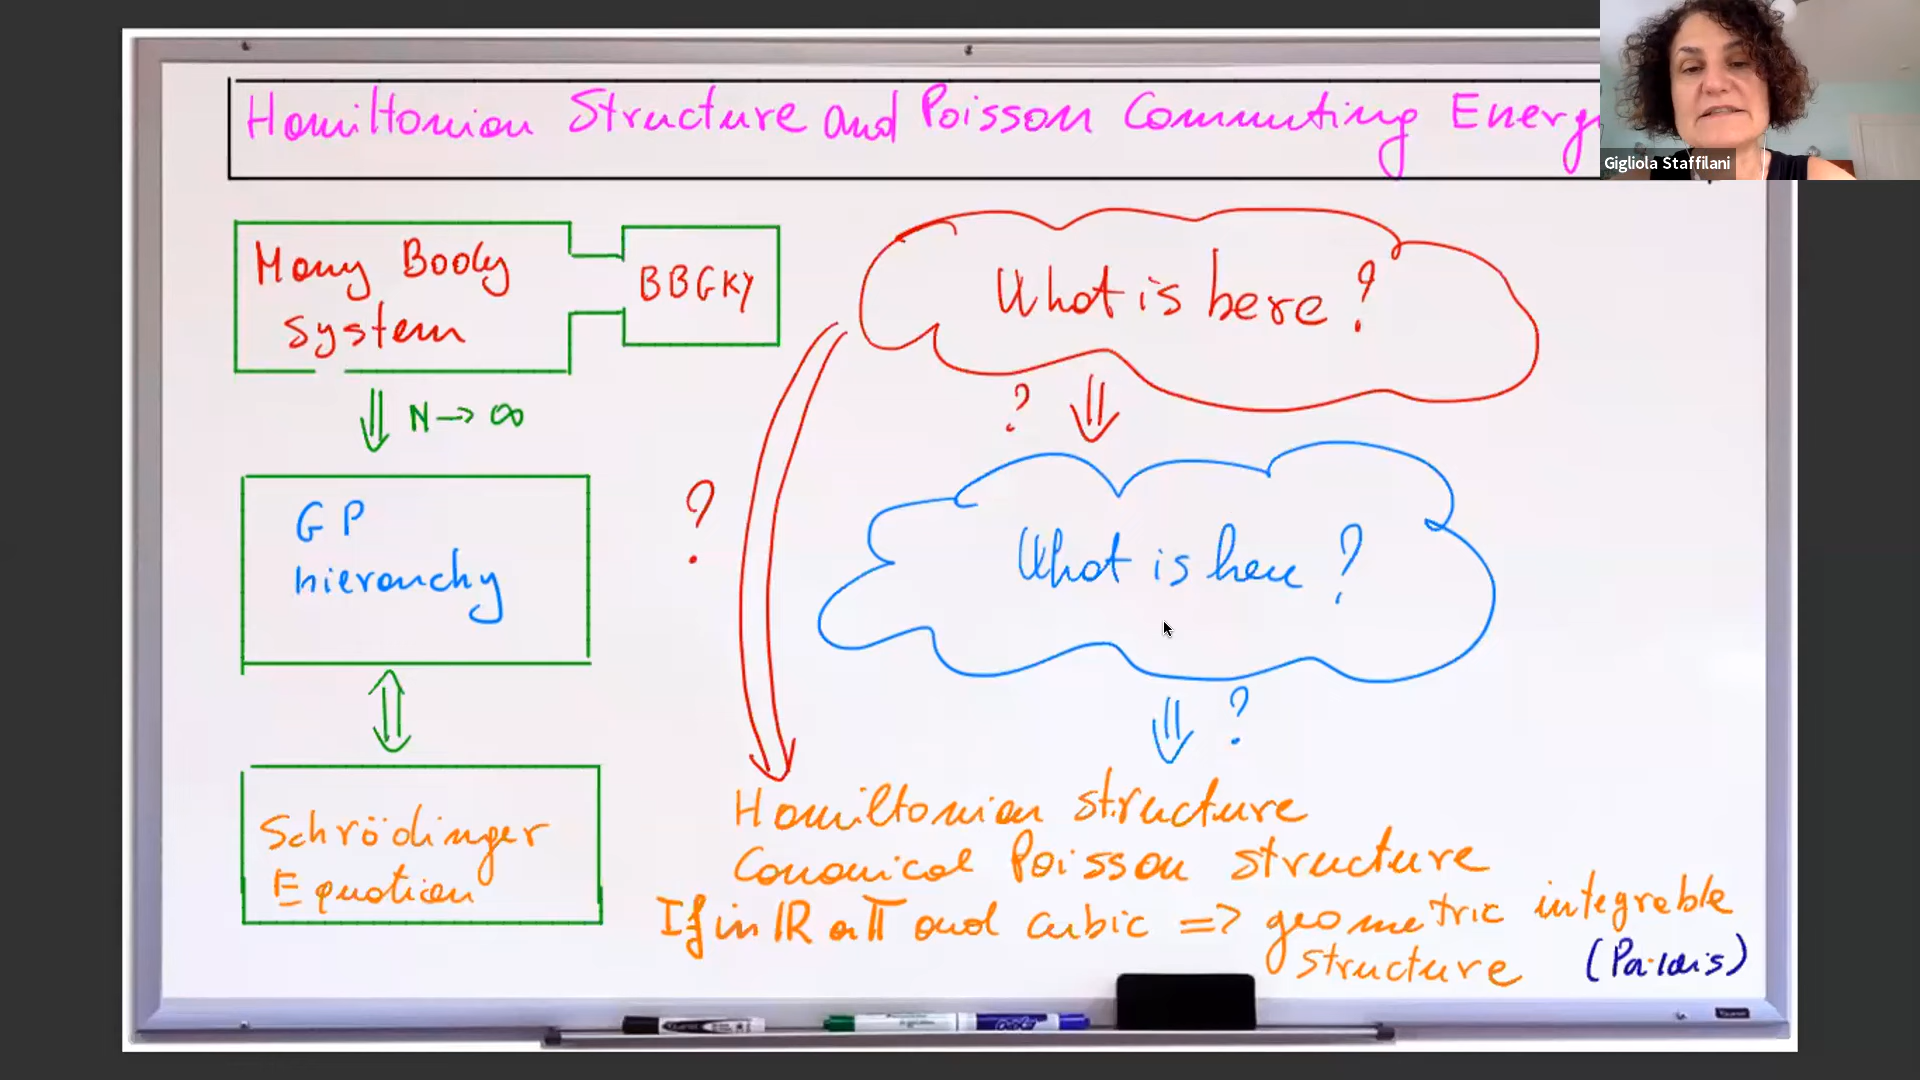 Hamiltonian Structure and Poisson Commuting Energ
Gigliola Staffilani
Many Body
system
BBGKY
What is here?
?
N → ∞
GP
hierarchy
?
What is here?
?
Schrödinger
Equation
Hamiltonian structure
Canonical Poisson structure
If in ℝ or 𝕋 and cubic => geometric integrable
structure
(Palais)